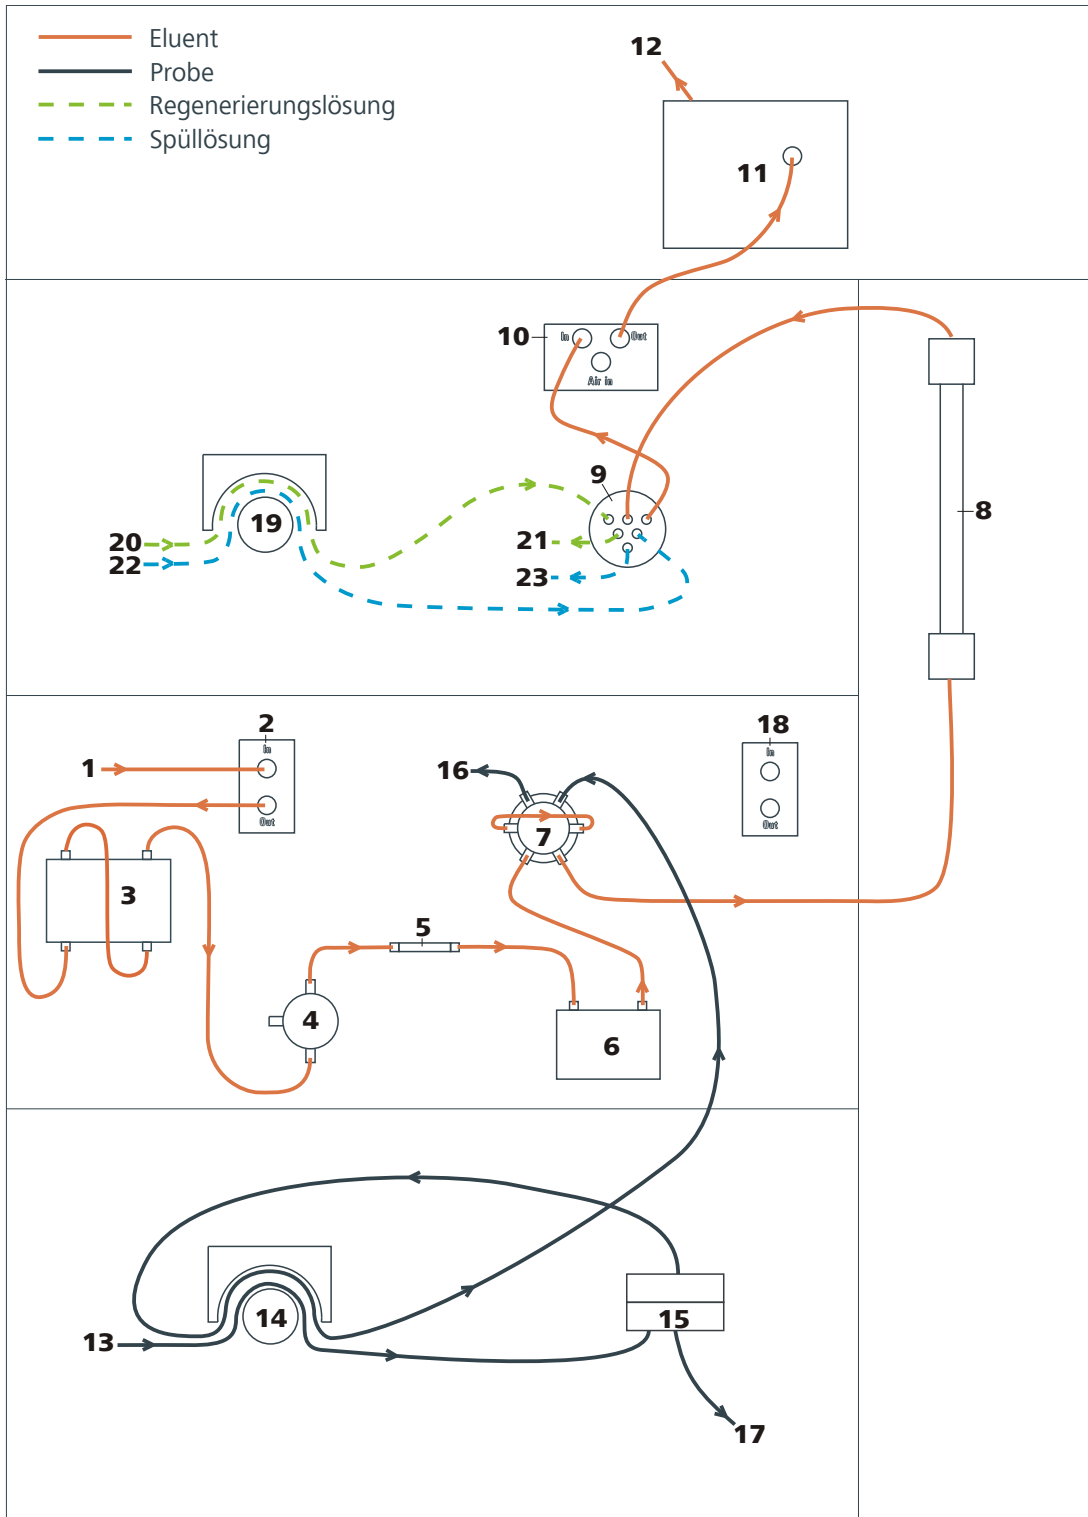 Eluent
Probe
Regenerierungslösung
Spüllösung
12
11
10
In
Out
Air in
9
8
19
20
22
21
23
2
In
1
Out
18
In
Out
16
7
3
5
4
6
13
14
15
17